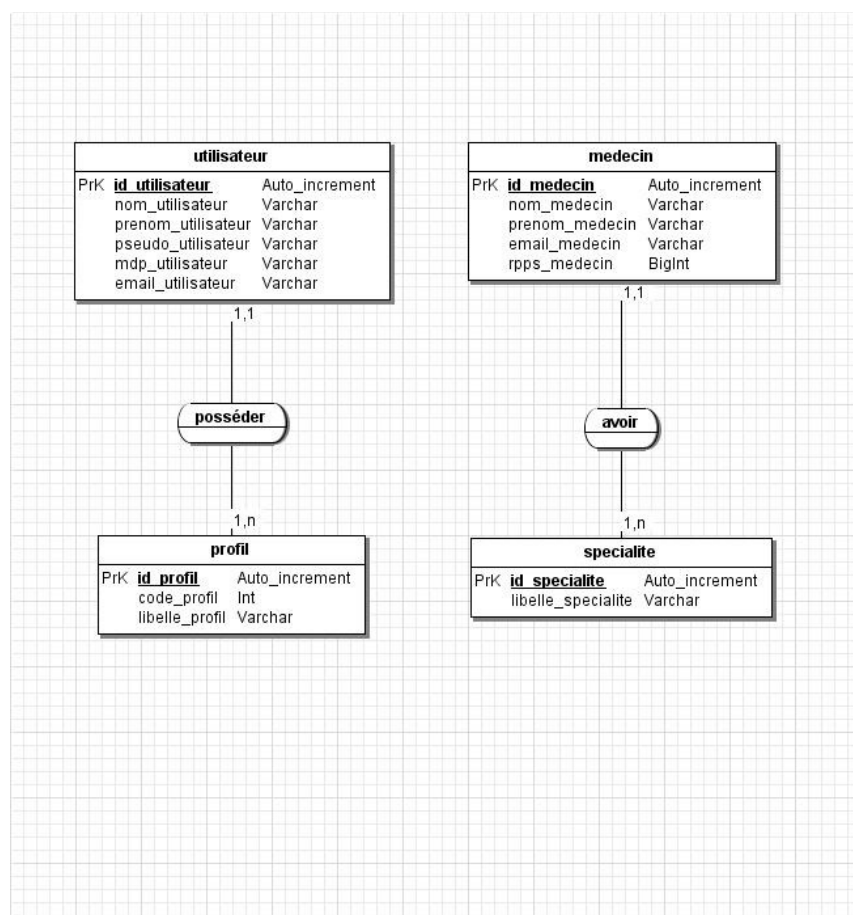 utilisateur
PrK id_utilisateur Auto_increment
nom_utilisateur Varchar
prenom_utilisateur Varchar
pseudo_utilisateur Varchar
mdp_utilisateur Varchar
email_utilisateur Varchar
1,1
posséder
1,n
profil
PrK id_profil Auto_increment
code_profil Int
libelle_profil Varchar
medecin
PrK id_medecin Auto_increment
nom_medecin Varchar
prenom_medecin Varchar
email_medecin Varchar
rpps_medecin BigInt
1,1
avoir
1,n
specialite
PrK id_specialite Auto_increment
libelle_specialite Varchar